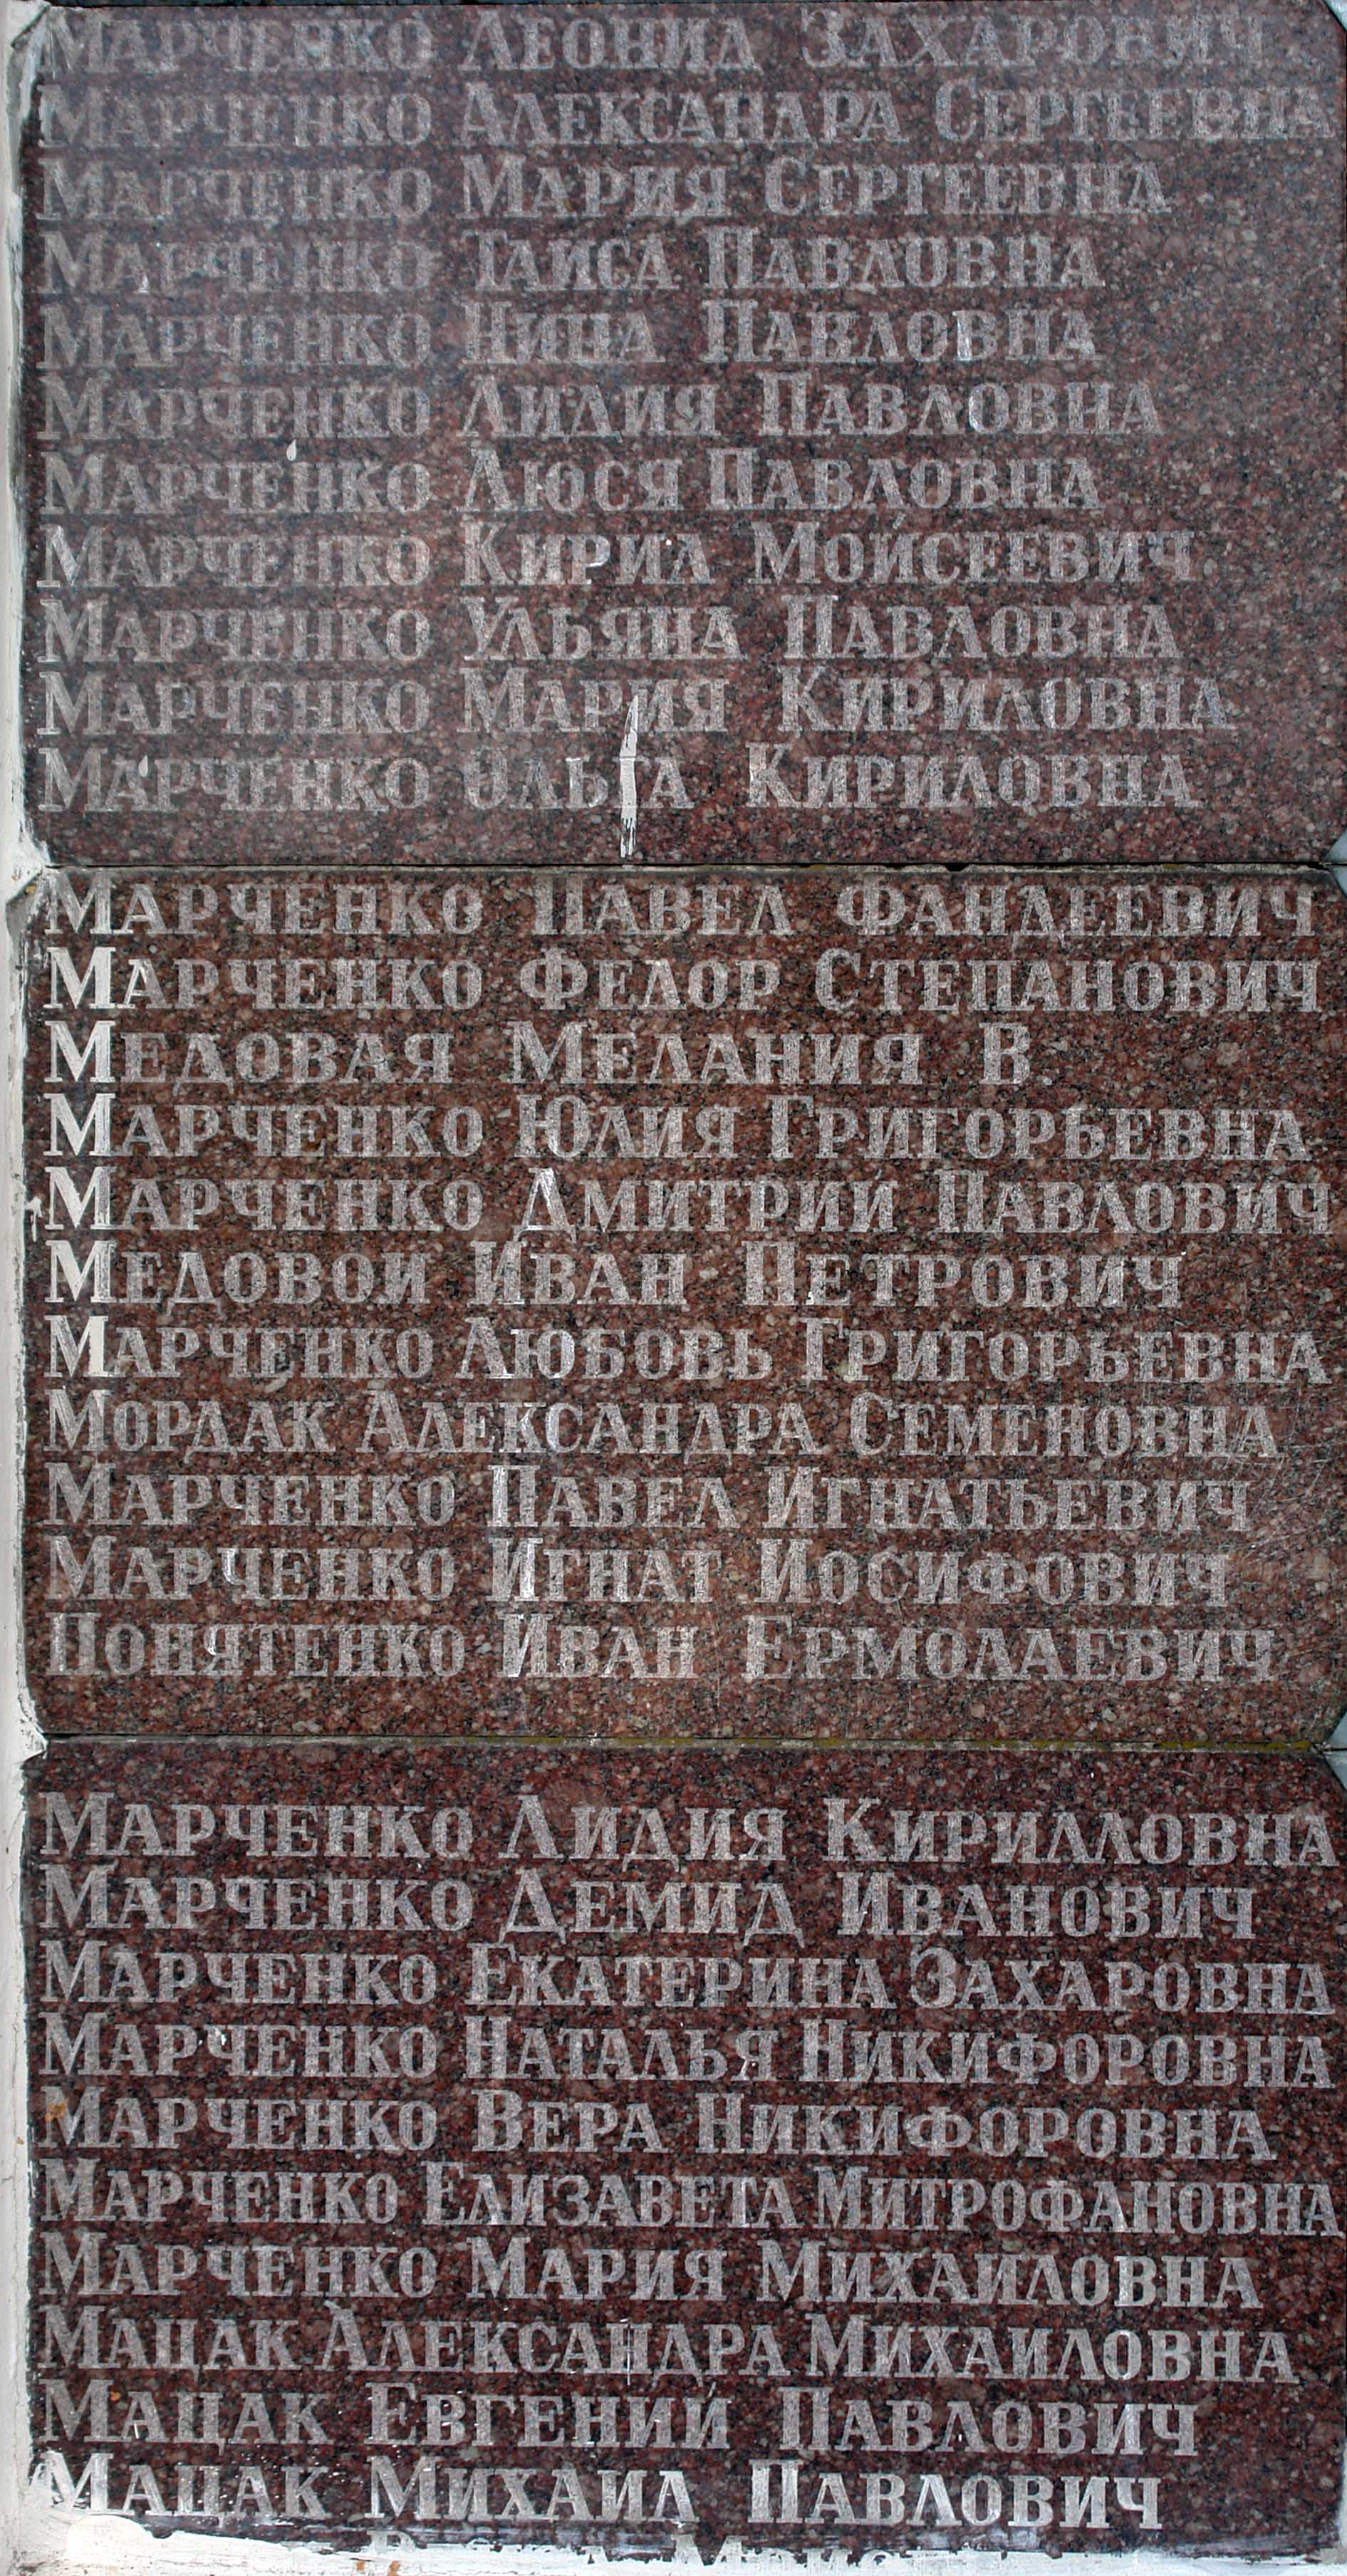 МАРЧЕНКО ЛЕОНИД ЗАХАРОВИЧ
МАРЧЕНКО АЛЕКСАНДРА СЕРГЕЕВНА
МАРЧЕНКО МАРИЯ СЕРГЕЕВНА
МАРЧЕНКО ТАИСА ПАВЛОВНА
МАРЧЕНКО НИНА ПАВЛОВНА
МАРЧЕНКО ЛИДИЯ ПАВЛОВНА
МАРЧЕНКО ЛЮСЯ ПАВЛОВНА
МАРЧЕНКО КИРИЛ МОЙСЕЕВИЧ
МАРЧЕНКО УЛЬЯНА ПАВЛОВНА
МАРЧЕНКО МАРИЯ КИРИЛОВНА
МАРЧЕНКО ОЛЬГА КИРИЛОВНА
МАРЧЕНКО ПАВЕЛ ФАНДЕЕВИЧ
МАРЧЕНКО ФЕДОР СТЕПАНОВИЧ
МЕДОВАЯ МЕЛАНИЯ В.
МАРЧЕНКО ЮЛИЯ ГРИГОРЬЕВНА
МАРЧЕНКО ДМИТРИЙ ПАВЛОВИЧ
МЕДОВОЙ ИВАН ПЕТРОВИЧ
МАРЧЕНКО ЛЮБОВЬ ГРИГОРЬЕВНА
МОРДАК АЛЕКСАНДРА СЕМЕНОВНА
МАРЧЕНКО ПАВЕЛ ИГНАТЬЕВИЧ
МАРЧЕНКО ИГНАТ ИОСИФОВИЧ
ПОНЯТЕНКО ИВАН ЕРМОЛАЕВИЧ
МАРЧЕНКО ЛИДИЯ КИРИЛЛОВНА
МАРЧЕНКО ДЕМИД ИВАНОВИЧ
МАРЧЕНКО ЕКАТЕРИНА ЗАХАРОВНА
МАРЧЕНКО НАТАЛЬЯ НИКИФОРОВНА
МАРЧЕНКО ВЕРА НИКИФОРОВНА
МАРЧЕНКО ЕЛИЗАВЕТА МИТРОФАНОВНА
МАРЧЕНКО МАРИЯ МИХАИЛОВНА
МАЦАК АЛЕКСАНДРА МИХАИЛОВНА
МАЦАК ЕВГЕНИЙ ПАВЛОВИЧ
МАЦАК МИХАИЛ ПАВЛОВИЧ